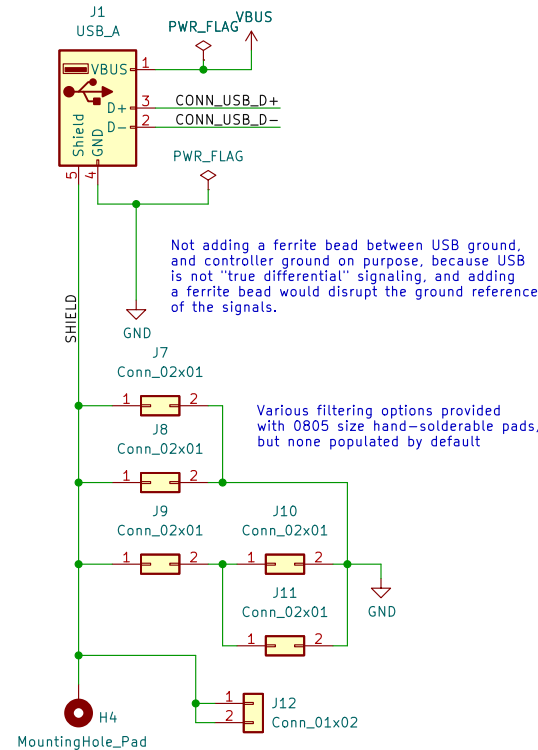 J1
USB_A
PWR_FLAG
VBUS
VBUS
1
D+
3
CONN_USB_D+
D-
2
CONN_USB_D-
Shield
GND
5
4
PWR_FLAG
Not adding a ferrite bead between USB ground,
and controller ground on purpose, because USB
is not "true differential" signaling, and adding
a ferrite bead would disrupt the ground reference
of the signals.
SHIELD
GND
J7
Conn_02x01
1
2
Various filtering options provided
with 0805 size hand-solderable pads,
but none populated by default
J8
Conn_02x01
1
2
J9
Conn_02x01
1
2
J10
Conn_02x01
1
2
GND
J11
Conn_02x01
1
2
H4
MountingHole_Pad
1
2
J12
Conn_01x02